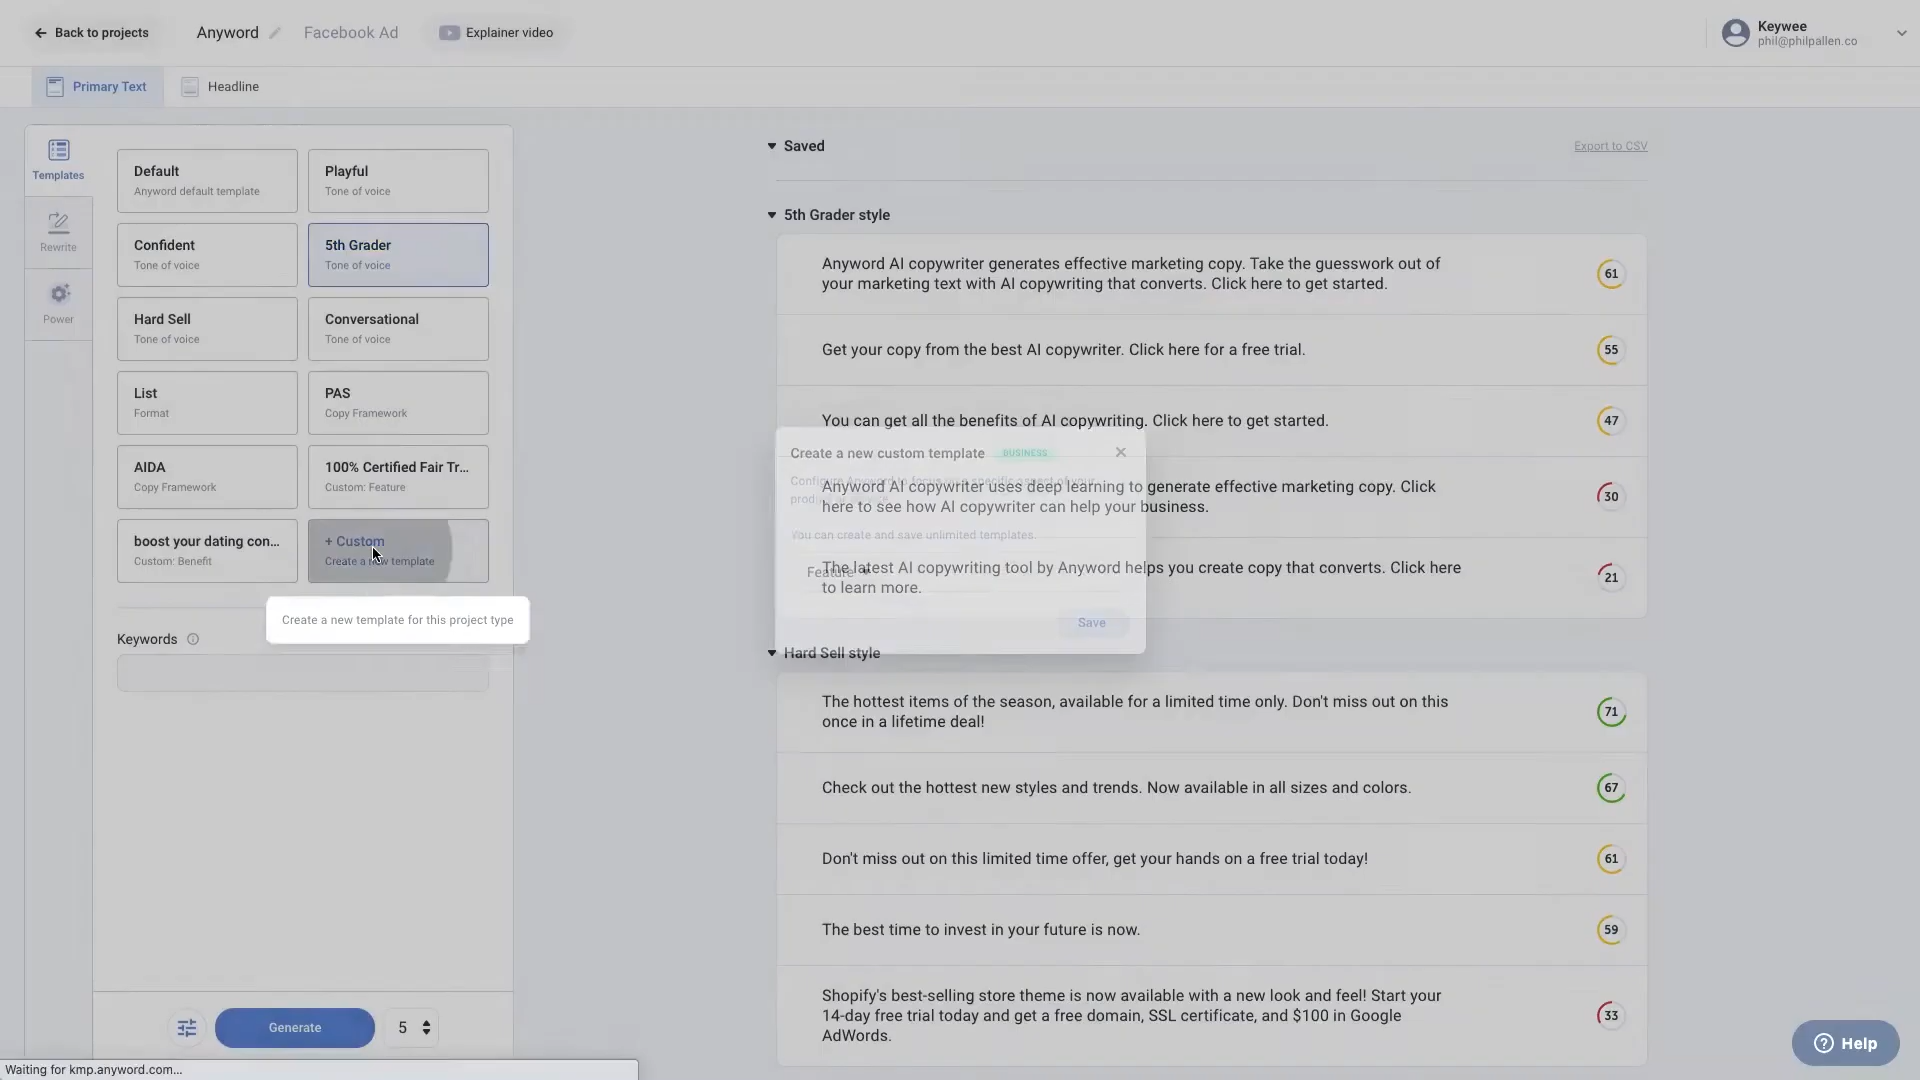 Back to projects
Anyword
Facebook Ad
Explainer video
Keywee
phil@philpallen.co
Primary Text
Headline
Templates
Rewrite
Power
Default
Anyword default template
Playful
Tone of voice
Confident
Tone of voice
5th Grader
Tone of voice
Hard Sell
Tone of voice
Conversational
Tone of voice
List
Format
PAS
Copy Framework
AIDA
Copy Framework
100% Certified Fair Tr...
Custom: Feature
boost your dating con...
Custom: Benefit
+ Custom
Create a new template
Create a new template for this project type
Keywords
Generate
5
Waiting for kmp.anyword.com...
Saved
Export to CSV
5th Grader style
Anyword AI copywriter generates effective marketing copy. Take the guesswork out of
your marketing text with AI copywriting that converts. Click here to get started.
61
Get your copy from the best AI copywriter. Click here for a free trial.
55
You can get all the benefits of AI copywriting. Click here to get started.
47
Anyword AI copywriter uses deep learning to generate effective marketing copy. Click
here to see how AI copywriter can help your business.
30
The latest AI copywriting tool by Anyword helps you create copy that converts. Click here
to learn more.
21
Create a new custom template
BUSINESS
Configure Anyword to focus on a specific aspect of your
You can create and save unlimited templates.
Feature
Save
Hard Sell style
The hottest items of the season, available for a limited time only. Don't miss out on this
once in a lifetime deal!
71
Check out the hottest new styles and trends. Now available in all sizes and colors.
67
Don't miss out on this limited time offer, get your hands on a free trial today!
61
The best time to invest in your future is now.
59
Shopify's best-selling store theme is now available with a new look and feel! Start your
14-day free trial today and get a free domain, SSL certificate, and $100 in Google
AdWords.
33
Help